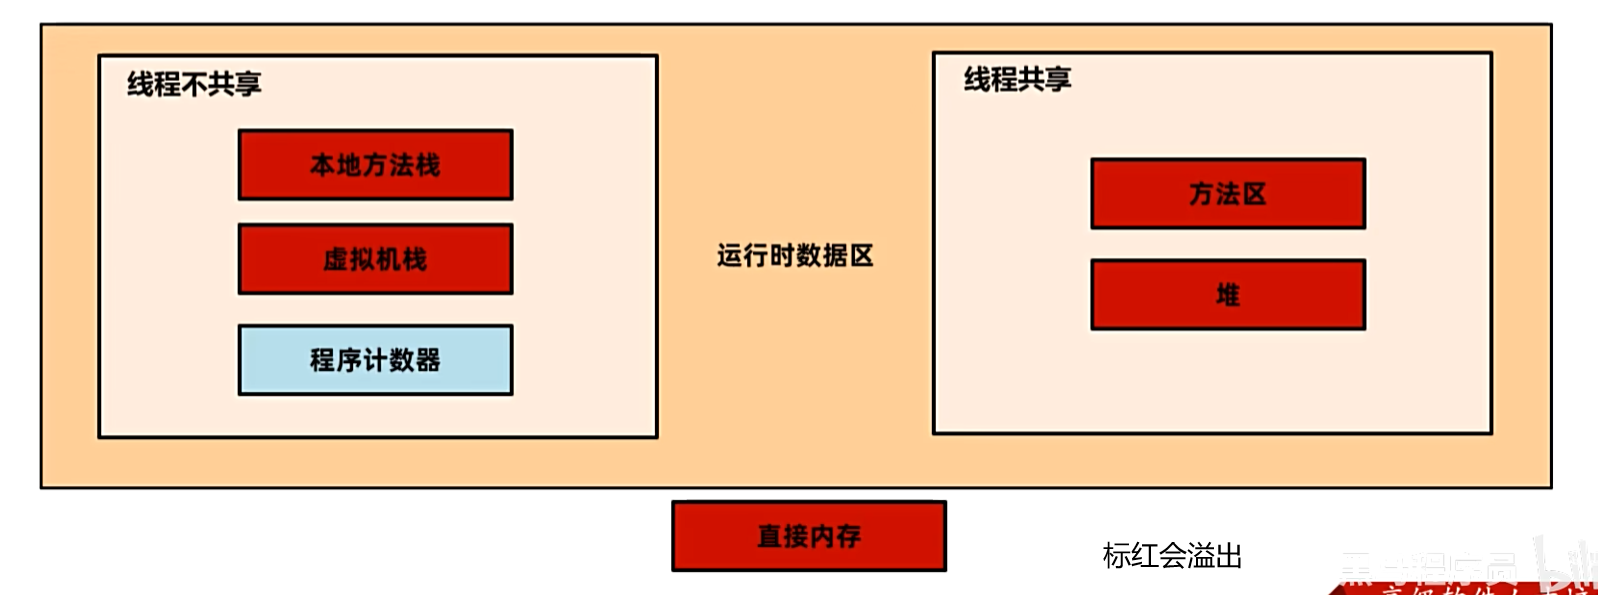 线程不共享
本地方法栈
虚拟机栈
程序计数器
运行时数据区
线程共享
方法区
堆
直接内存
标红会溢出